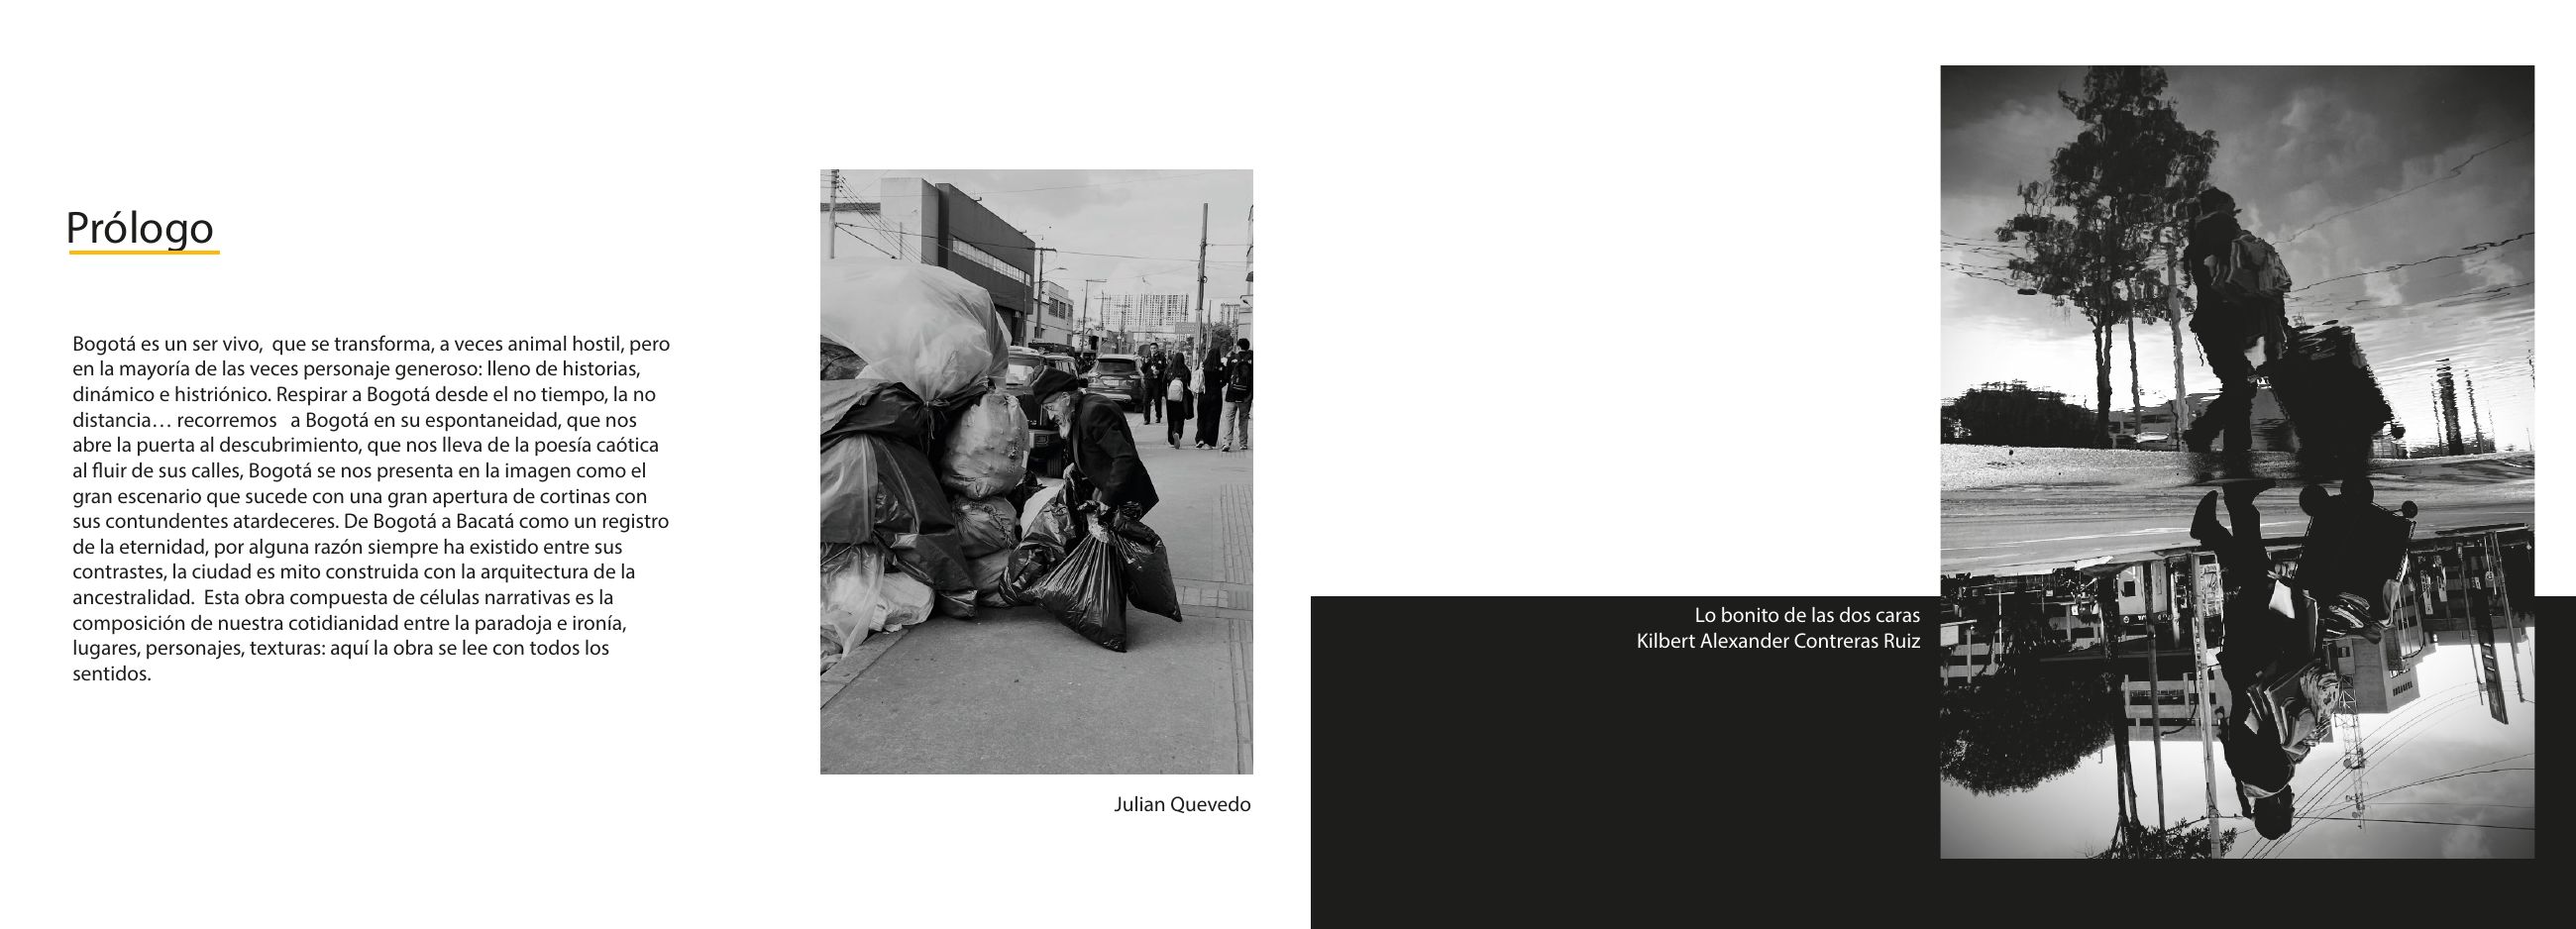 Prólogo
Bogotá es un ser vivo,  que se transforma, a veces animal hostil, pero
en la mayoría de las veces personaje generoso: lleno de historias,
dinámico e histriónico. Respirar a Bogotá desde el no tiempo, la no
distancia… recorremos   a Bogotá en su espontaneidad, que nos
abre la puerta al descubrimiento, que nos lleva de la poesía caótica
al fluir de sus calles, Bogotá se nos presenta en la imagen como el
gran escenario que sucede con una gran apertura de cortinas con
sus contundentes atardeceres. De Bogotá a Bacatá como un registro
de la eternidad, por alguna razón siempre ha existido entre sus
contrastes, la ciudad es mito construida con la arquitectura de la
ancestralidad.  Esta obra compuesta de células narrativas es la
composición de nuestra cotidianidad entre la paradoja e ironía,
lugares, personajes, texturas: aquí la obra se lee con todos los
sentidos.
Julian Quevedo
Lo bonito de las dos caras
Kilbert Alexander Contreras Ruiz